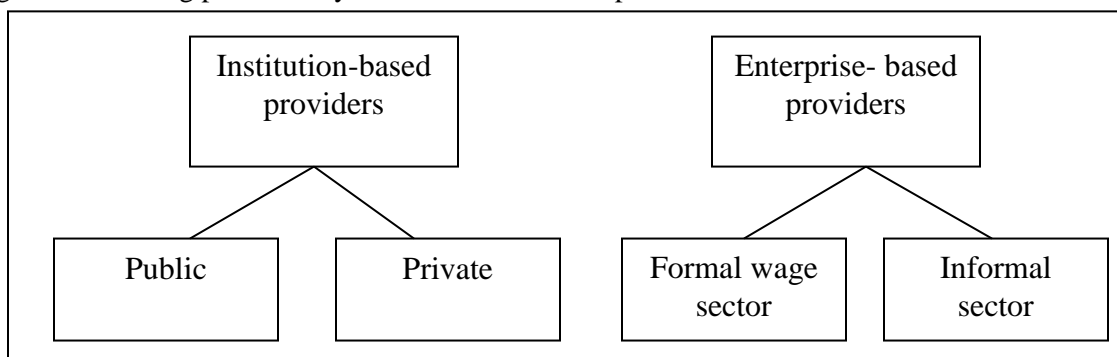 Institution-based
providers
Enterprise- based
providers
Public
Private
Formal wage
sector
Informal
sector